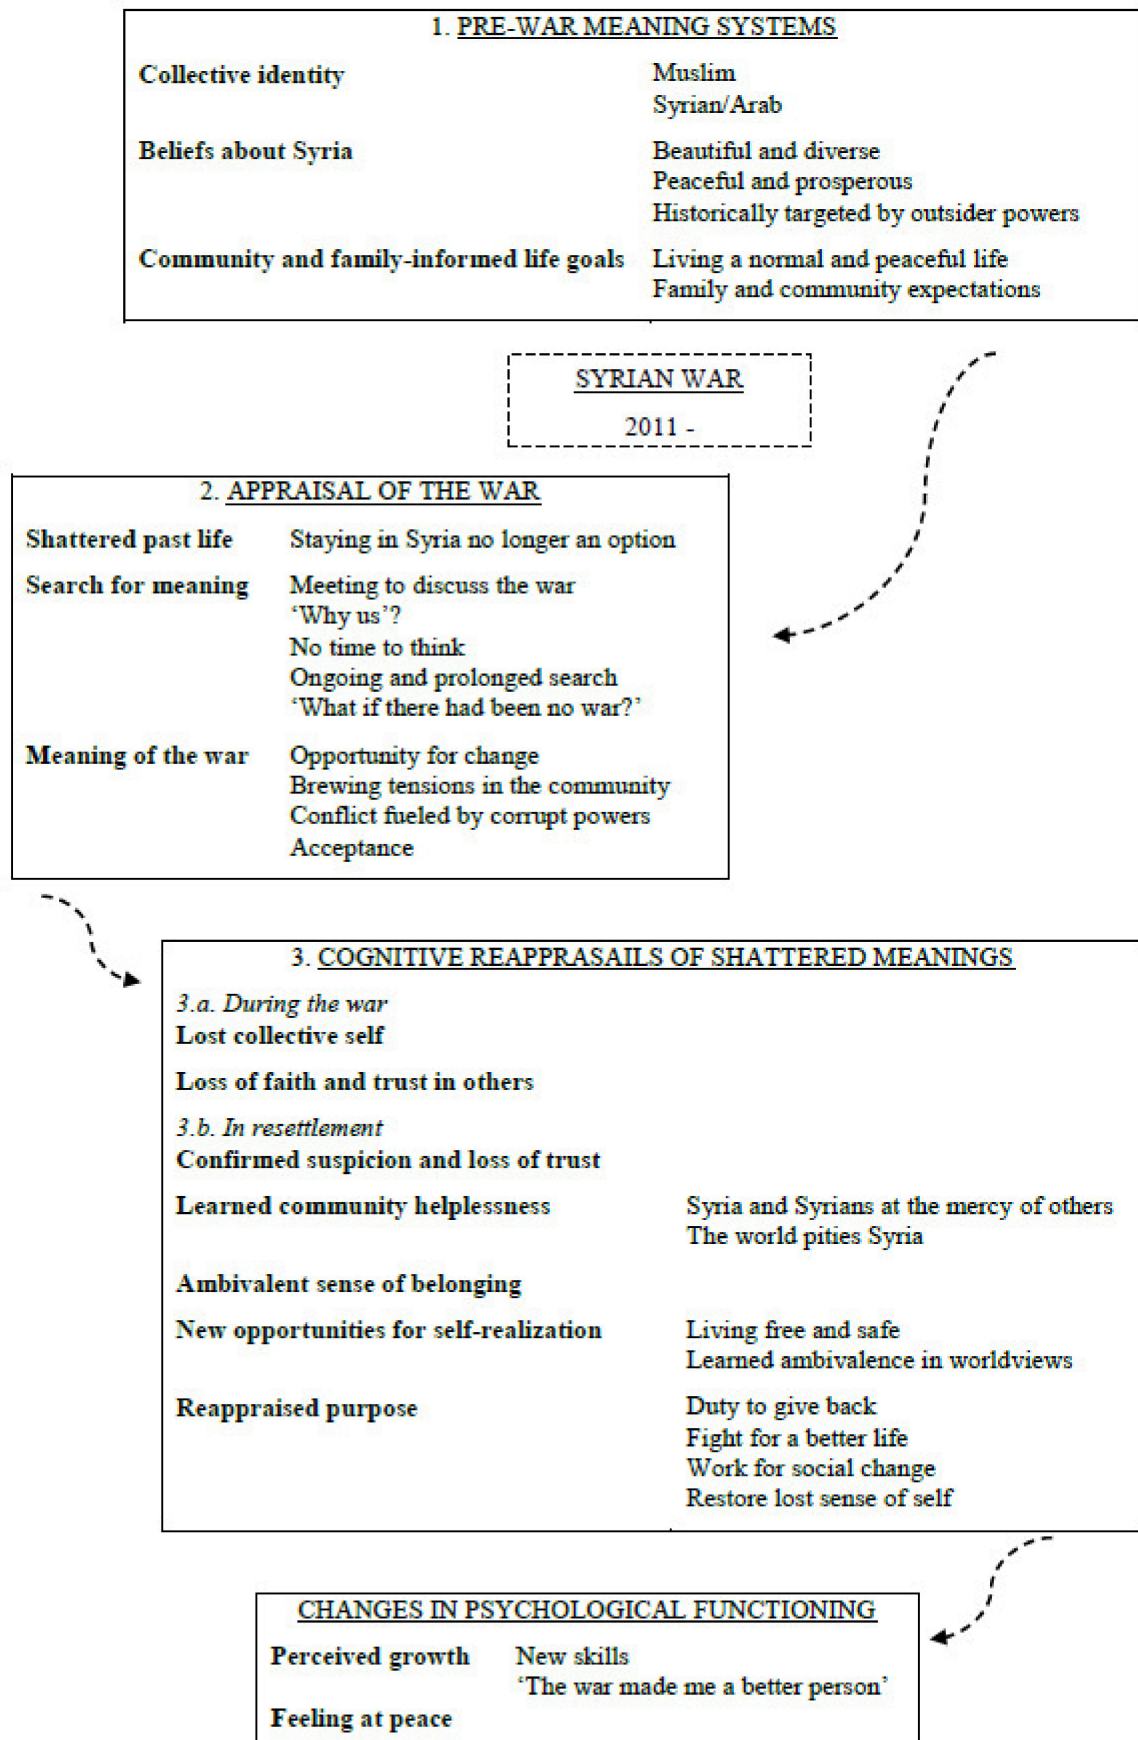 1. PRE-WAR MEANING SYSTEMS
Collective identity Muslim
Syrian/Arab
Beliefs about Syria Beautiful and diverse
Peaceful and prosperous
Historically targeted by outsider powers
Community and family-informed life goals Living a normal and peaceful life
Family and community expectations
SYRIAN WAR
2011 -
2. APPRAISAL OF THE WAR
Shattered past life Staying in Syria no longer an option
Search for meaning Meeting to discuss the war
‘Why us’?
No time to think
Ongoing and prolonged search
‘What if there had been no war?’
Meaning of the war Opportunity for change
Brewing tensions in the community
Conflict fueled by corrupt powers
Acceptance
3. COGNITIVE REAPPRASAILS OF SHATTERED MEANINGS
3.a. During the war
Lost collective self
Loss of faith and trust in others
3.b. In resettlement
Confirmed suspicion and loss of trust
Learned community helplessness Syria and Syrians at the mercy of others
The world pities Syria
Ambivalent sense of belonging
New opportunities for self-realization Living free and safe
Learned ambivalence in worldviews
Reappraised purpose Duty to give back
Fight for a better life
Work for social change
Restore lost sense of self
CHANGES IN PSYCHOLOGICAL FUNCTIONING
Perceived growth New skills
‘The war made me a better person’
Feeling at peace